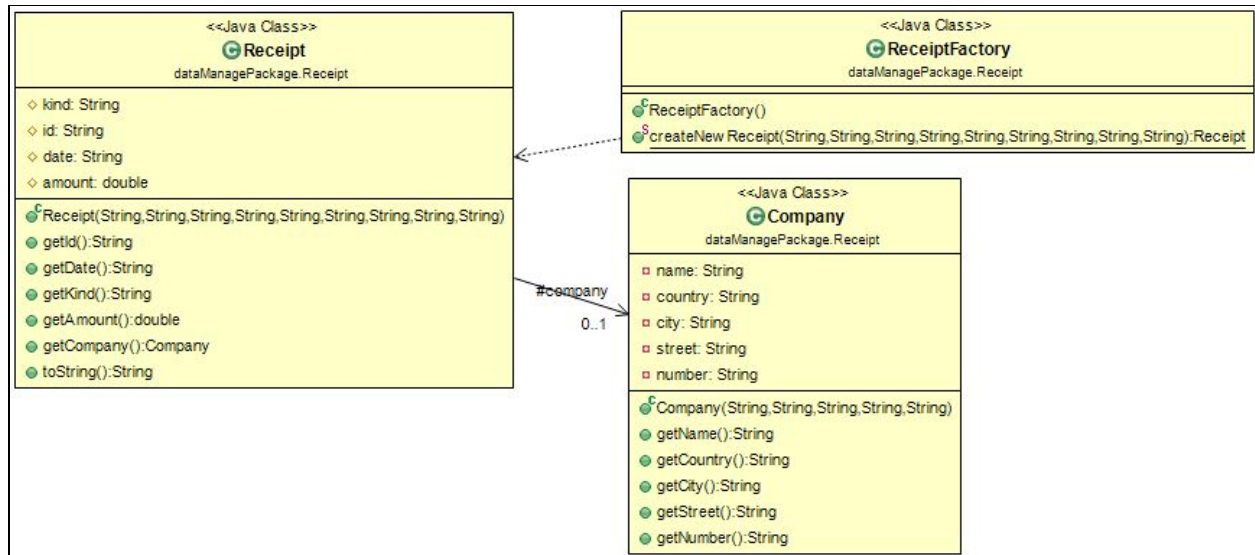 <<Java Class>>
Receipt
dataManagePackage.Receipt
kind: String
id: String
date: String
amount: double
Receipt(String,String,String,String,String,String,String,String,String)
getId():String
getDate():String
getKind():String
getAmount():double
getCompany():Company
toString():String
<<Java Class>>
ReceiptFactory
dataManagePackage.Receipt
ReceiptFactory()
createNewReceipt(String,String,String,String,String,String,String,String,String):Receipt
#company
0..1
<<Java Class>>
Company
dataManagePackage.Receipt
name: String
country: String
city: String
street: String
number: String
Company(String,String,String,String,String)
getName():String
getCountry():String
getCity():String
getStreet():String
getNumber():String